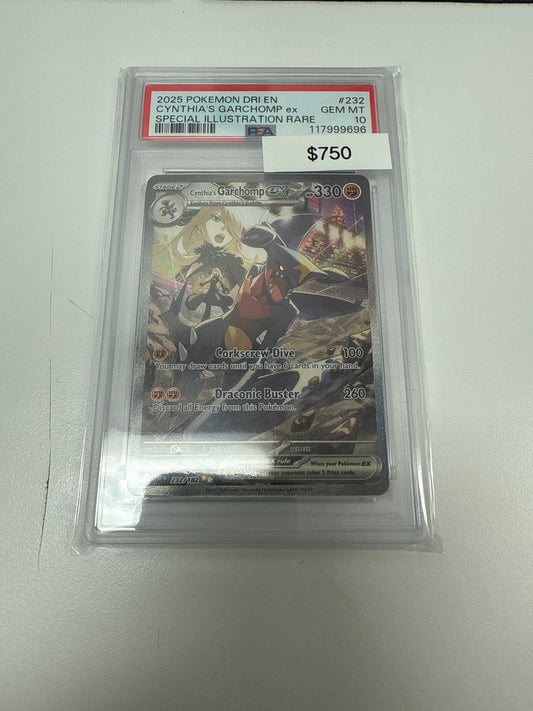 2025 POKEMON DRI EN #232
CYNTHIA'S GARCHOMP ex GEM MT
SPECIAL ILLUSTRATION RARE 10
PSA 117999696
$750
STAGE 2
Cynthia's Garchomp ex 330
Evolves from Cynthia's Gabite
Corkscrew Dive 100
You may draw cards until you have 6 cards in your hand.
Draconic Buster 260
Discard all Energy from this Pokémon.
retreat
rule When your Pokémon ex
opponent takes 2 Prize cards.
232/182